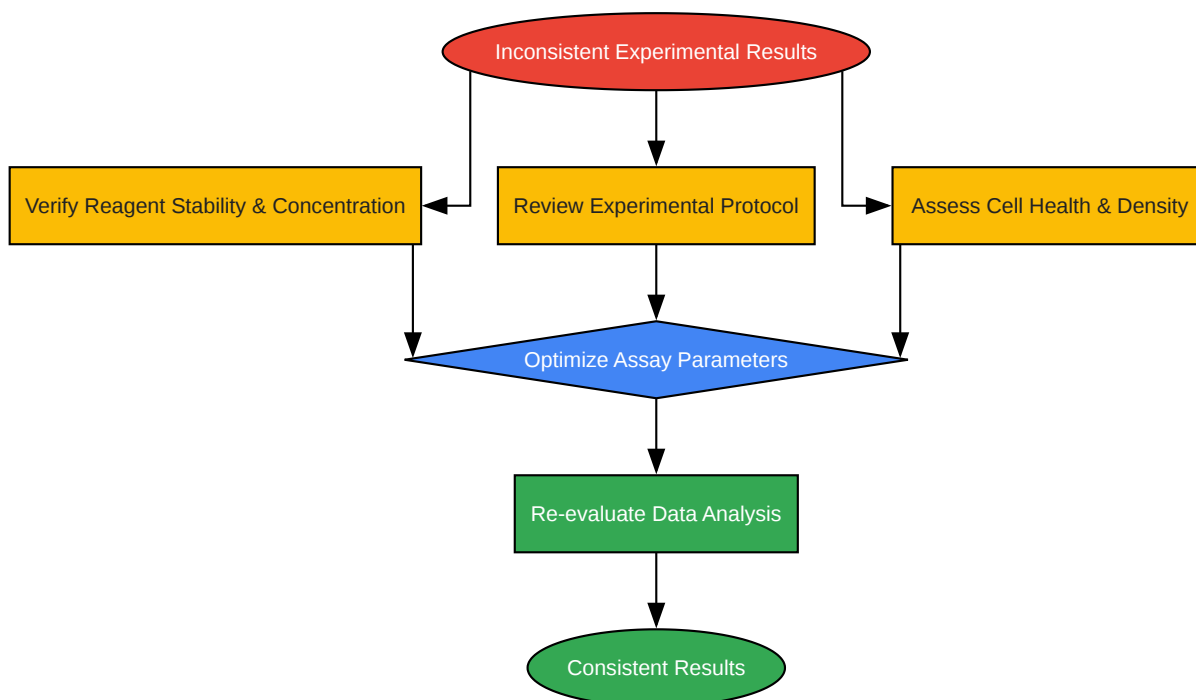 Inconsistent Experimental Results
Verify Reagent Stability & Concentration
Review Experimental Protocol
Assess Cell Health & Density
Optimize Assay Parameters
Re-evaluate Data Analysis
Consistent Results